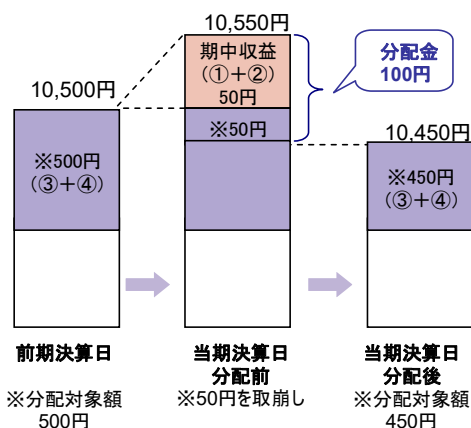 10,550円
期中収益
(①+②)
50円
分配金
100円
10,500円
※50円
10,450円
※500円
(③+④)
※450円
(③+④)
前期決算日
当期決算日
分配前
当期決算日
分配後
※分配対象額
500円
※50円を取崩し
※分配対象額
450円